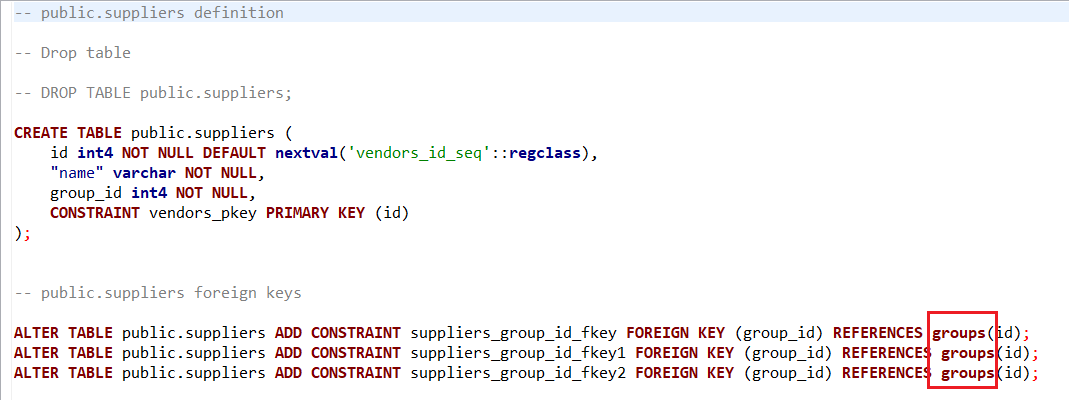 -- public.suppliers definition
-- Drop table
-- DROP TABLE public.suppliers;
CREATE TABLE public.suppliers (
    id int4 NOT NULL DEFAULT nextval('vendors_id_seq'::regclass),
    "name" varchar NOT NULL,
    group_id int4 NOT NULL,
    CONSTRAINT vendors_pkey PRIMARY KEY (id)
);
-- public.suppliers foreign keys
ALTER TABLE public.suppliers ADD CONSTRAINT suppliers_group_id_fkey FOREIGN KEY (group_id) REFERENCES groups(id);
ALTER TABLE public.suppliers ADD CONSTRAINT suppliers_group_id_fkey1 FOREIGN KEY (group_id) REFERENCES groups(id);
ALTER TABLE public.suppliers ADD CONSTRAINT suppliers_group_id_fkey2 FOREIGN KEY (group_id) REFERENCES groups(id);